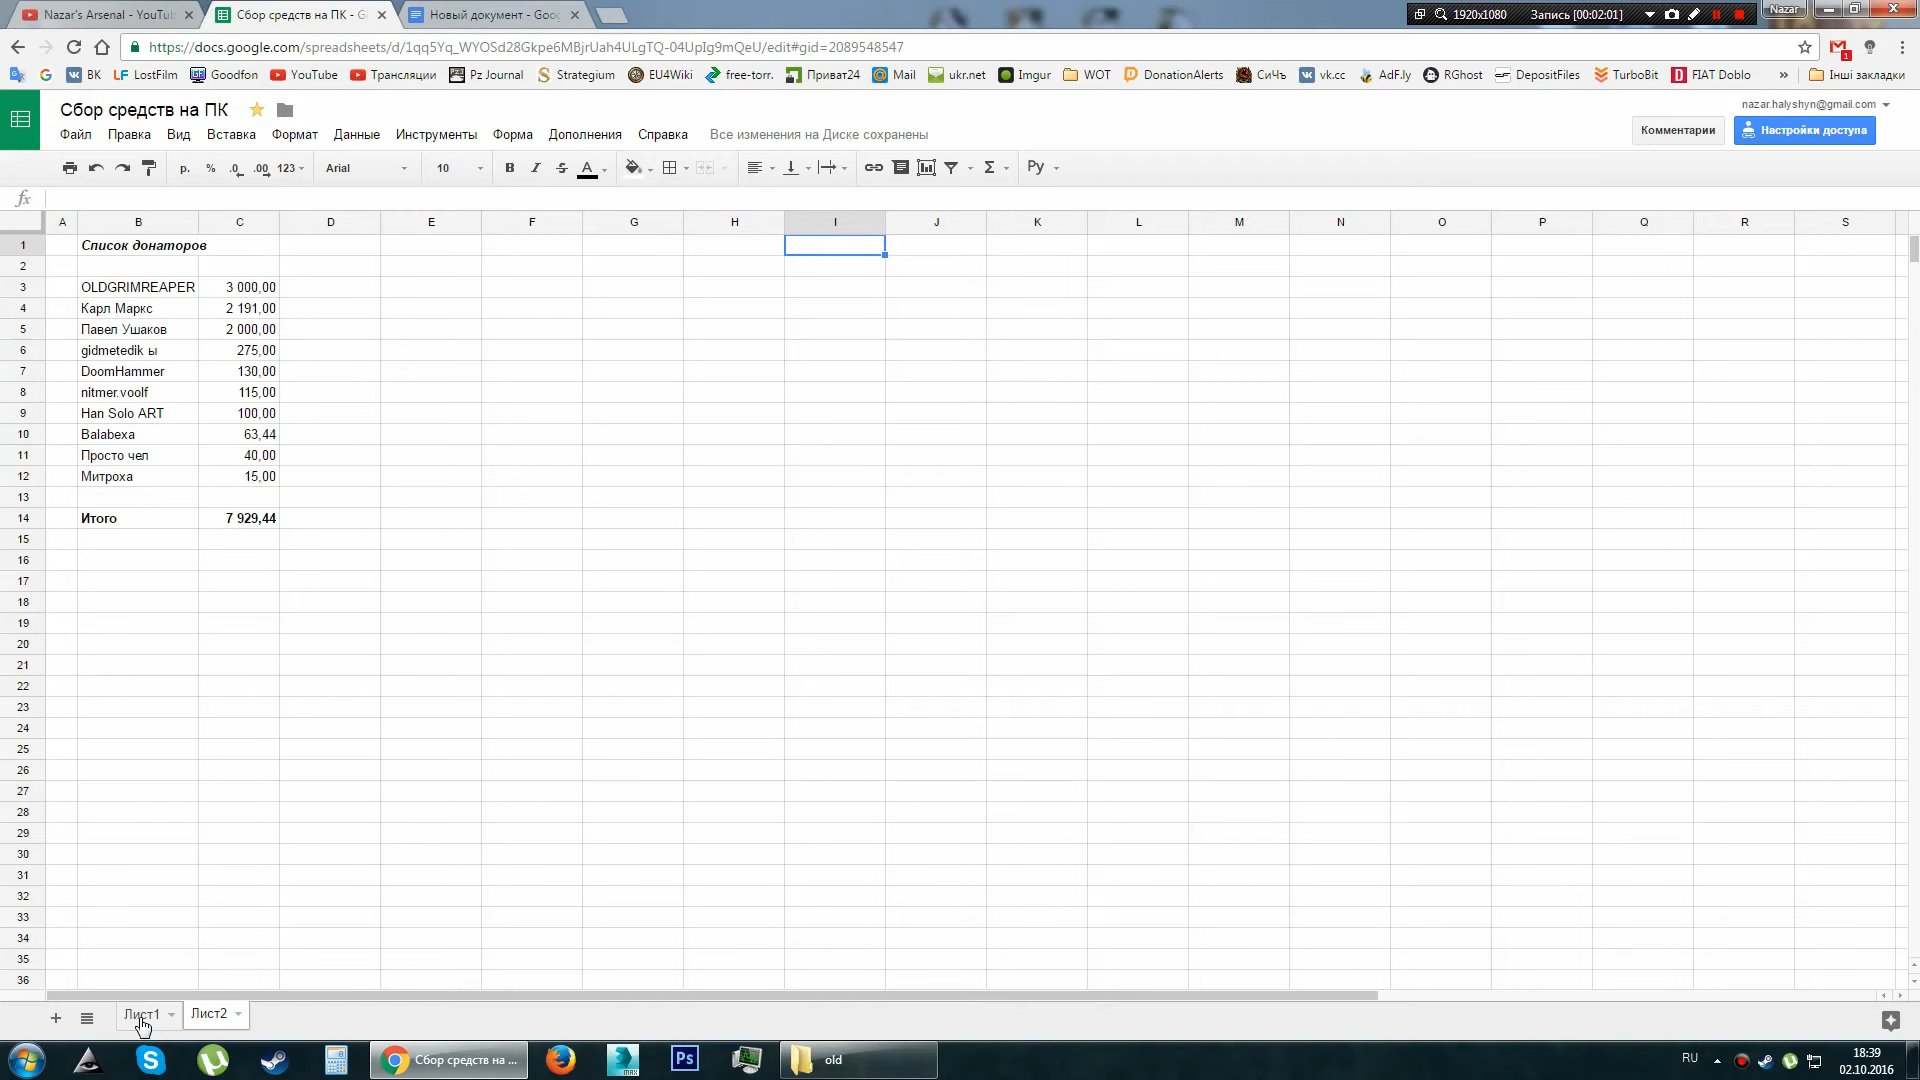 Nazar's Arsenal - YouTub
Сбор средств на ПК - G
Новый документ - Goog
1920x1080
Запись [00:02:01]
Nazar
https://docs.google.com/spreadsheets/d/1qq5Yq_WYOSd28Gkpe6MBjrUah4ULgTQ-04UpIg9mQeU/edit#gid=2089548547
1
ВК LostFilm Goodfon YouTube Трансляции Pz Journal Strategium EU4Wiki free-torr. Приват24 Mail ukr.net Imgur WOT DonationAlerts СиЧъ vk.cc AdF.ly RGhost DepositFiles TurboBit FIAT Doblo » Інші закладки
Сбор средств на ПК
nazar.halyshyn@gmail.com
Файл Правка Вид Вставка Формат Данные Инструменты Форма Дополнения Справка Все изменения на Диске сохранены
Комментарии Настройки доступа
р. % .0 .00 123 Arial 10 B I S A Σ Ру
fx
A B C D E F G H I J K L M N O P Q R S
1 Список донаторов
2
3 OLDGRIMREAPER 3 000,00
4 Карл Маркс 2 191,00
5 Павел Ушаков 2 000,00
6 gidmetedik ы 275,00
7 DoomHammer 130,00
8 nitmer.voolf 115,00
9 Han Solo ART 100,00
10 Balabexa 63,44
11 Просто чел 40,00
12 Митроха 15,00
13
14 Итого 7 929,44
15
16
17
18
19
20
21
22
23
24
25
26
27
28
29
30
31
32
33
34
35
36
+ Лист1 Лист2
Сбор средств на ...
MAX
Ps
old
RU
18:39
02.10.2016